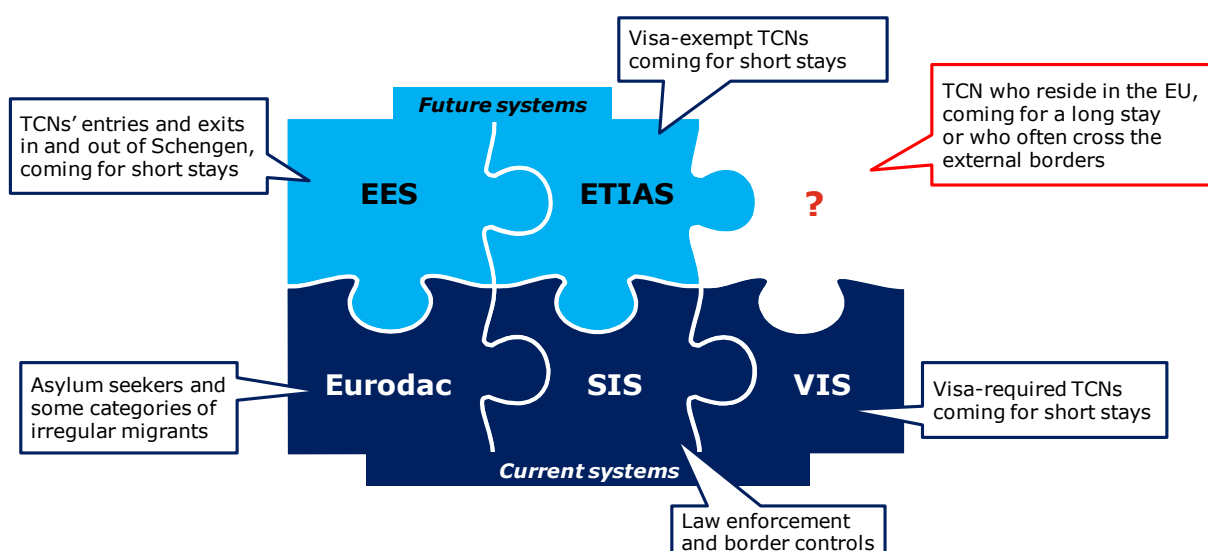 Visa-exempt TCNs
coming for short stays
Future systems
TCNs’ entries and exits
in and out of Schengen,
coming for short stays
TCN who reside in the EU,
coming for a long stay
or who often cross the
external borders
EES
ETIAS
?
Asylum seekers and
some categories of
irregular migrants
Eurodac
SIS
VIS
Visa-required TCNs
coming for short stays
Current systems
Law enforcement
and border controls